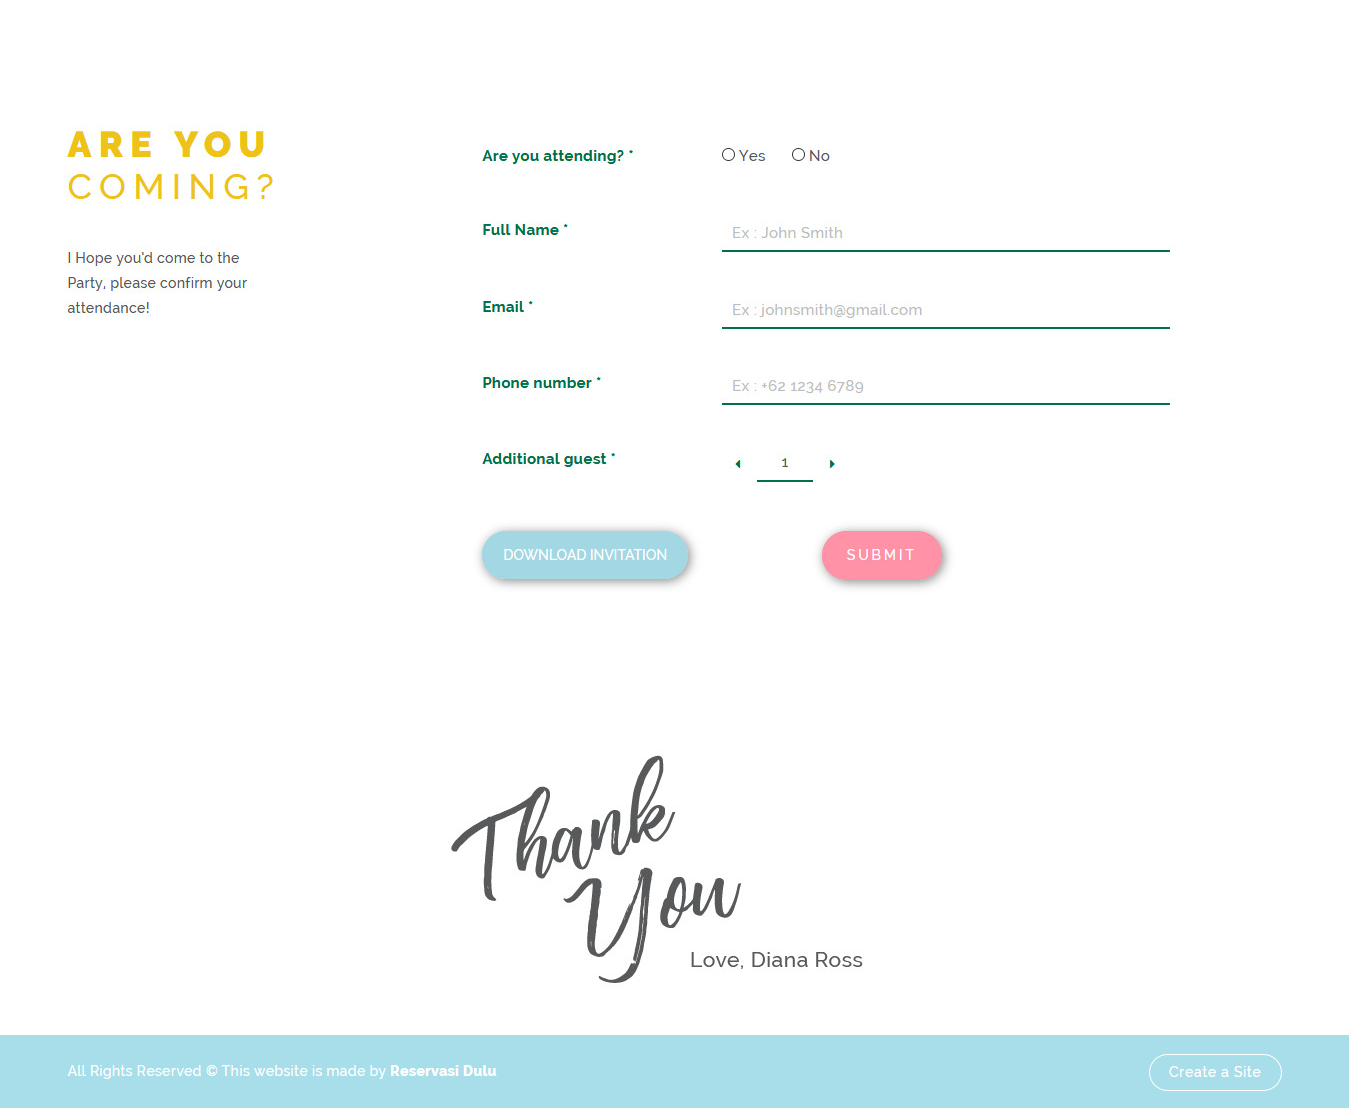 ARE YOU
COMING?
I Hope you'd come to the
Party, please confirm your
attendance!
Are you attending? *
Yes No
Full Name *
Ex : John Smith
Email *
Ex : johnsmith@gmail.com
Phone number *
Ex : +62 1234 6789
Additional guest *
1
DOWNLOAD INVITATION
SUBMIT
Thank
You
Love, Diana Ross
All Rights Reserved © This website is made by Reservasi Dulu
Create a Site